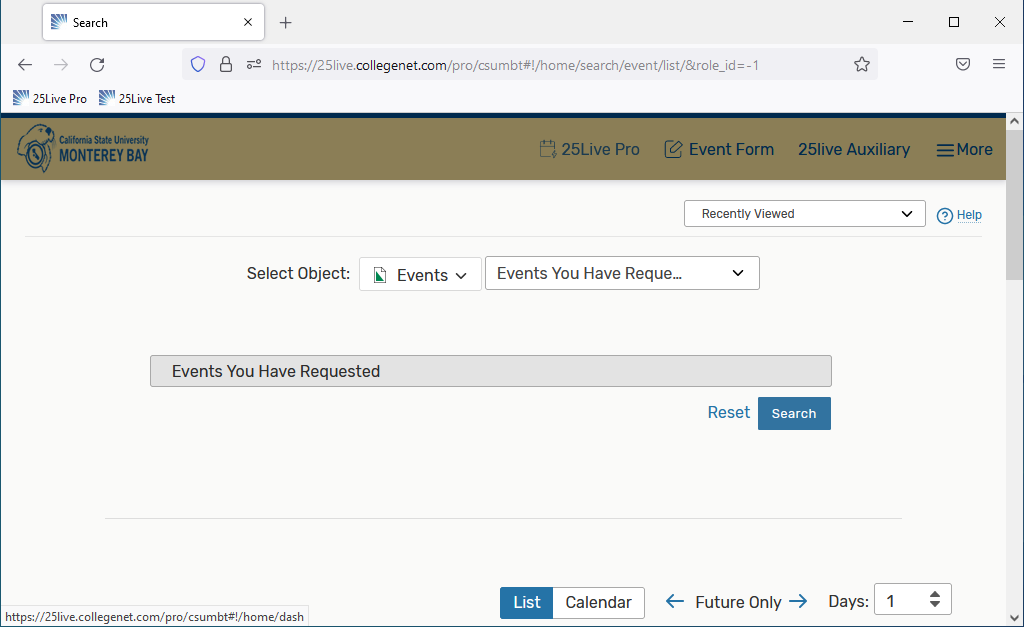 Search
https://25live.collegenet.com/pro/csumbt#!/home/search/event/list/&role_id=-1
25Live Pro 25Live Test
California State University
MONTEREY BAY
25Live Pro Event Form 25live Auxiliary More
Recently Viewed Help
Select Object: Events Events You Have Reque...
Events You Have Requested
Reset Search
List Calendar Future Only Days: 1
https://25live.collegenet.com/pro/csumbt#!/home/dash